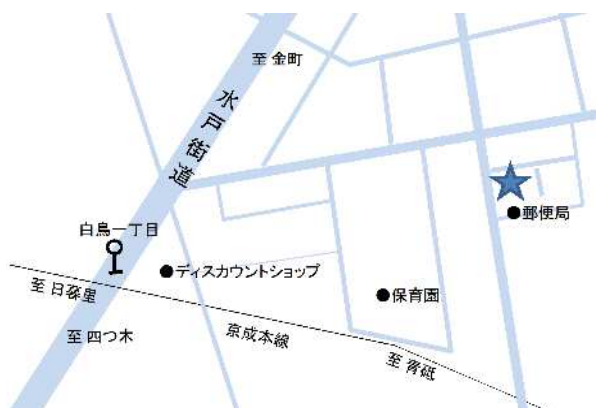 至 金町
水戸街道
郵便局
白鳥一丁目
ディスカウントショップ
至 日暮里
保育園
至 四つ木
京成本線
至 青砥